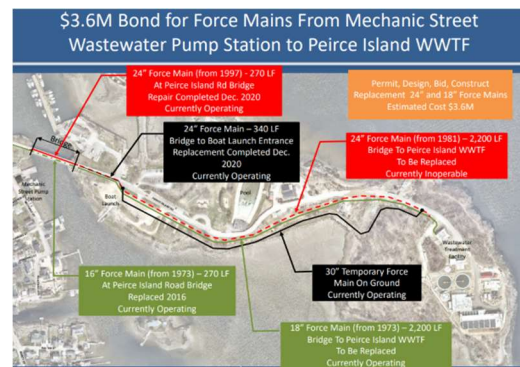 $3.6M Bond for Force Mains From Mechanic Street
Wastewater Pump Station to Peirce Island WWTF
24" Force Main (from 1997) - 270 LF
At Peirce Island Rd Bridge
Repair Completed Dec. 2020
Currently Operating
Permit, Design, Bid, Construct
Replacement 24" and 18" Force Mains
Estimated Cost $3.6M
24" Force Main – 340 LF
Bridge to Boat Launch Entrance
Replacement Completed Dec.
2020
Currently Operating
24" Force Main (from 1981) – 2,200 LF
Bridge To Peirce Island WWTF
To Be Replaced
Currently Inoperable
Bridge
Mechanic
Street Pump
Station
Boat
Launch
Pool
Wastewater
Treatment
Facility
16" Force Main (from 1973) – 270 LF
At Peirce Island Road Bridge
Replaced 2016
Currently Operating
30" Temporary Force
Main On Ground
Currently Operating
18" Force Main (from 1973) – 2,200 LF
Bridge To Peirce Island WWTF
To Be Replaced
Currently Operating